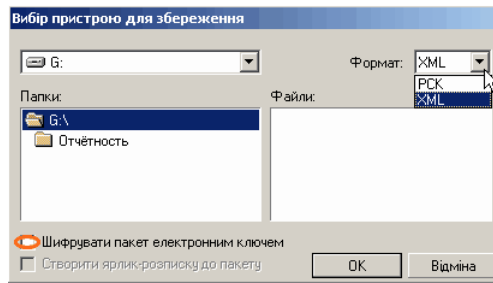 Вибір пристрою для збереження
G: Формат: XML
РСК
XML
Папки: Файли:
G:\
Отчётность
Шифрувати пакет електронним ключем
Створити ярлик-розписку до пакету
OK Відміна